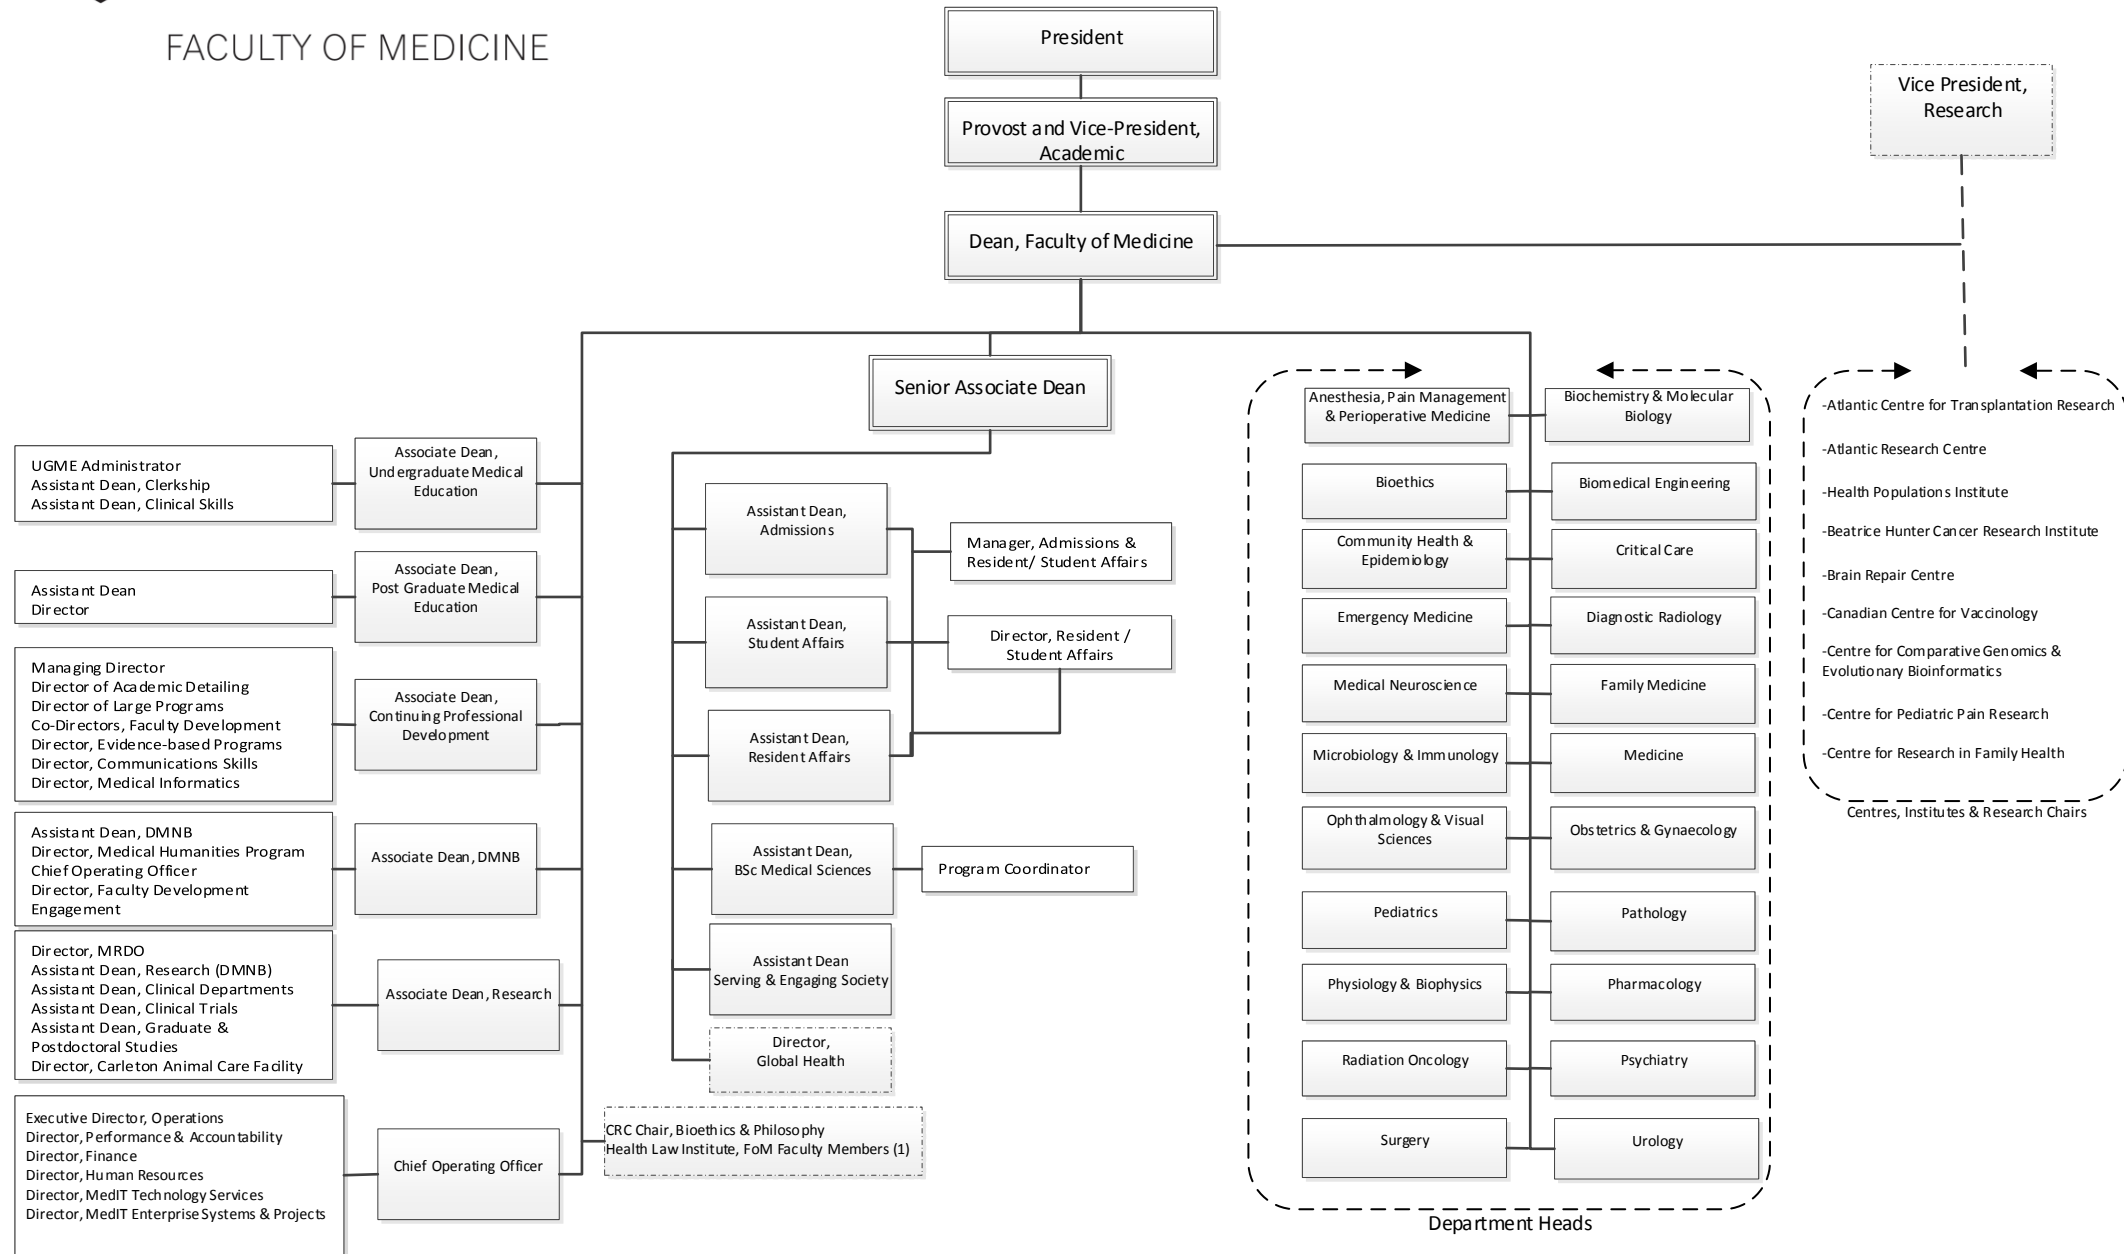 FACULTY OF MEDICINE
President
Provost and Vice-President,
Academic
Vice President,
Research
Dean, Faculty of Medicine
Senior Associate Dean
UGME Administrator
Assistant Dean, Clerkship
Assistant Dean, Clinical Skills
Associate Dean,
Undergraduate Medical
Education
Assistant Dean
Director
Associate Dean,
Post Graduate Medical
Education
Managing Director
Director of Academic Detailing
Director of Large Programs
Co-Directors, Faculty Development
Director, Evidence-based Programs
Director, Communications Skills
Director, Medical Informatics
Associate Dean,
Continuing Professional
Development
Assistant Dean, DMNB
Director, Medical Humanities Program
Chief Operating Officer
Director, Faculty Development
Engagement
Associate Dean, DMNB
Director, MRDO
Assistant Dean, Research (DMNB)
Assistant Dean, Clinical Departments
Assistant Dean, Clinical Trials
Assistant Dean, Graduate &
Postdoctoral Studies
Director, Carleton Animal Care Facility
Associate Dean, Research
Executive Director, Operations
Director, Performance & Accountability
Director, Finance
Director, Human Resources
Director, MedIT Technology Services
Director, MedIT Enterprise Systems & Projects
Chief Operating Officer
Assistant Dean,
Admissions
Manager, Admissions &
Resident/ Student Affairs
Assistant Dean,
Student Affairs
Director, Resident /
Student Affairs
Assistant Dean,
Resident Affairs
Assistant Dean,
BSc Medical Sciences
Program Coordinator
Assistant Dean
Serving & Engaging Society
Director,
Global Health
CRC Chair, Bioethics & Philosophy
Health Law Institute, FoM Faculty Members (1)
Anesthesia, Pain Management
& Perioperative Medicine
Biochemistry & Molecular
Biology
Bioethics
Biomedical Engineering
Community Health &
Epidemiology
Critical Care
Emergency Medicine
Diagnostic Radiology
Medical Neuroscience
Family Medicine
Microbiology & Immunology
Medicine
Ophthalmology & Visual
Sciences
Obstetrics & Gynaecology
Pediatrics
Pathology
Physiology & Biophysics
Pharmacology
Radiation Oncology
Psychiatry
Surgery
Urology
Department Heads
-Atlantic Centre for Transplantation Research
-Atlantic Research Centre
-Health Populations Institute
-Beatrice Hunter Cancer Research Institute
-Brain Repair Centre
-Canadian Centre for Vaccinology
-Centre for Comparative Genomics &
Evolutionary Bioinformatics
-Centre for Pediatric Pain Research
-Centre for Research in Family Health
Centres, Institutes & Research Chairs